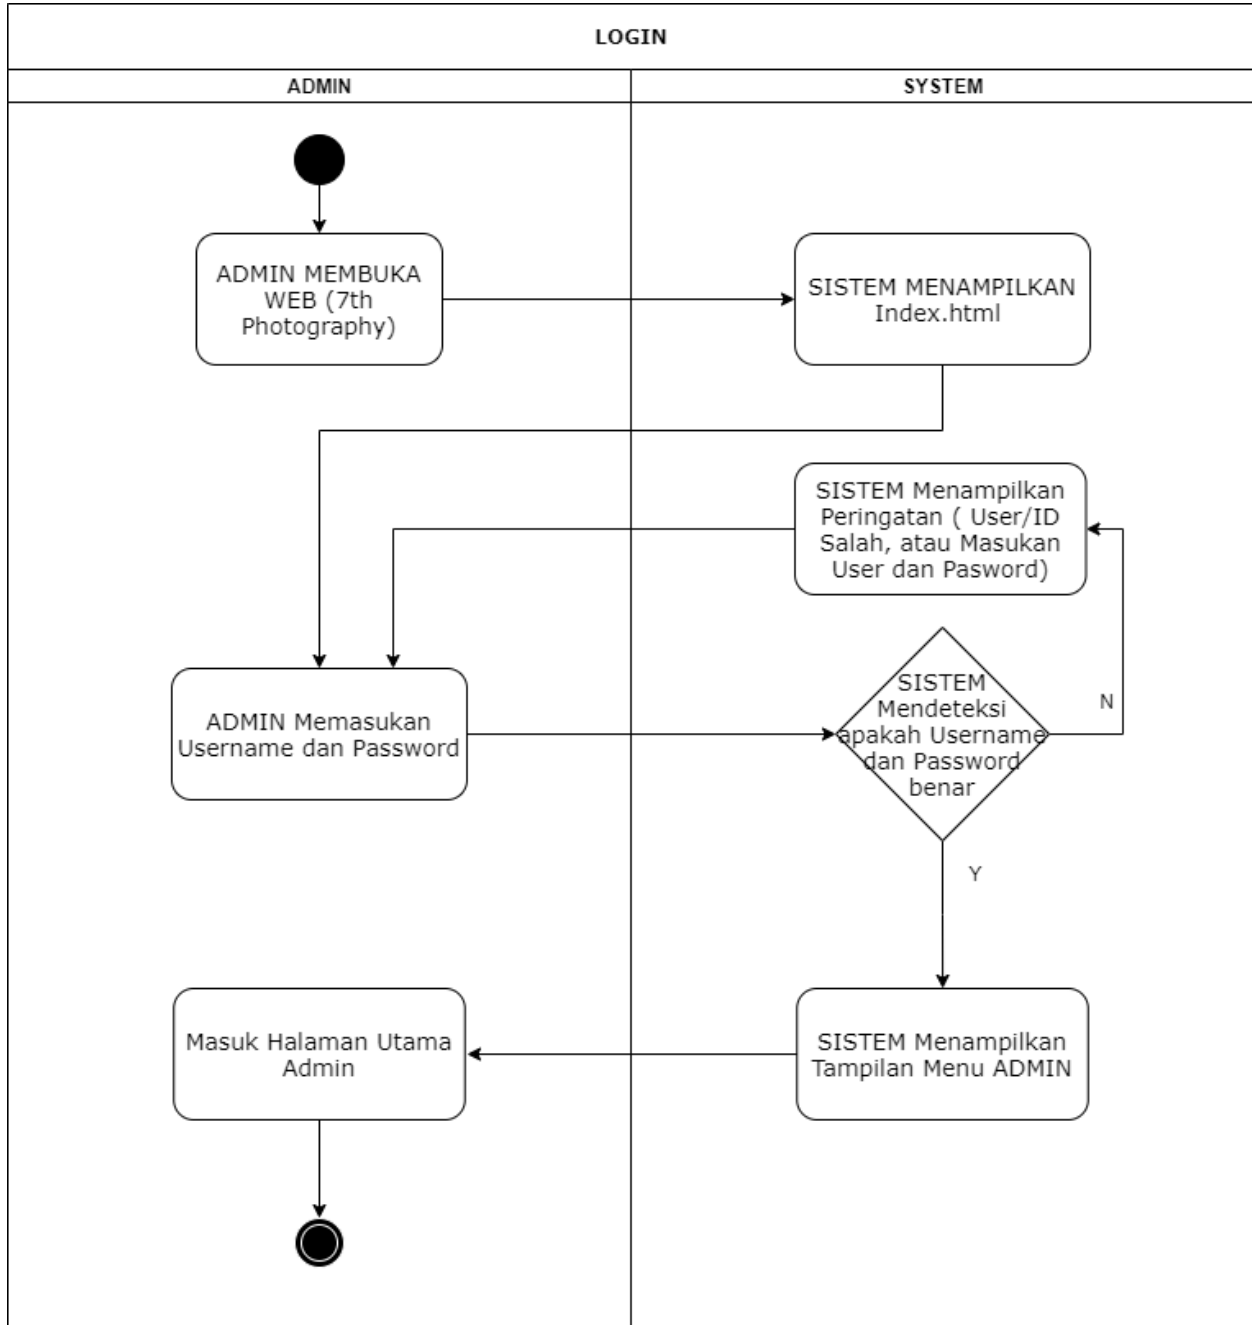 LOGIN
ADMIN
SYSTEM
ADMIN MEMBUKA
WEB (7th
Photography)
SISTEM MENAMPILKAN
Index.html
SISTEM Menampilkan
Peringatan ( User/ID
Salah, atau Masukan
User dan Pasword)
ADMIN Memasukan
Username dan Password
SISTEM
Mendeteksi
apakah Username
dan Password
benar
N
Y
Masuk Halaman Utama
Admin
SISTEM Menampilkan
Tampilan Menu ADMIN